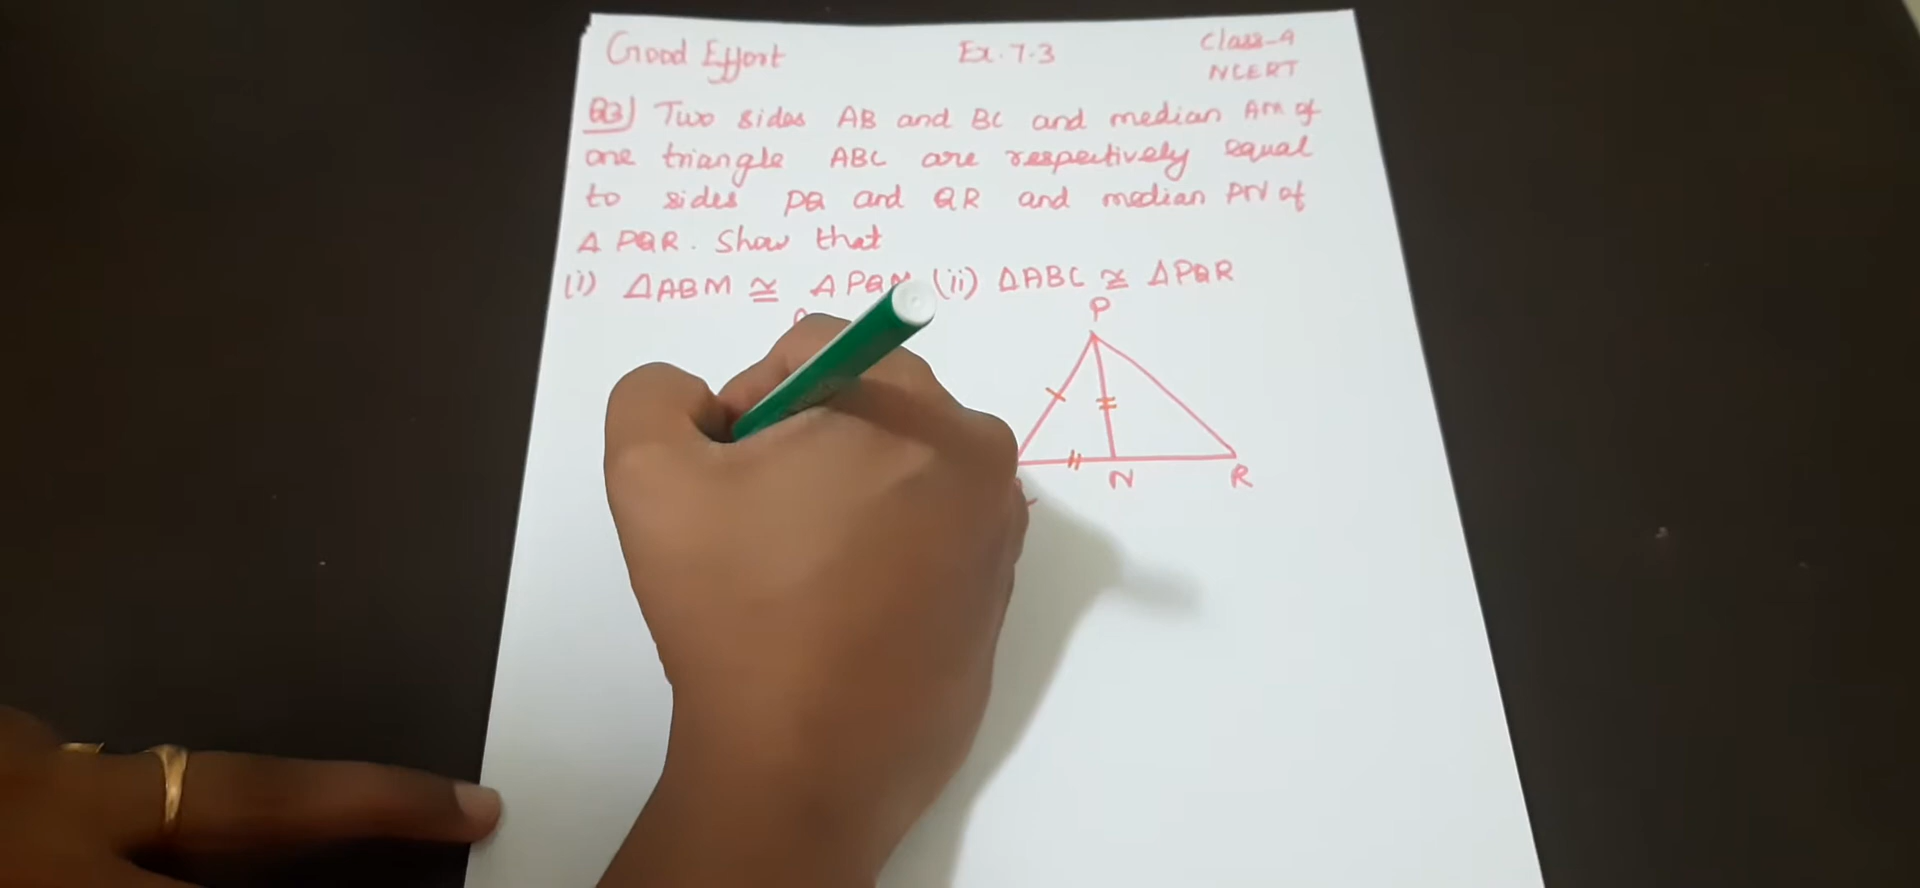 Good Effort Ex. 7.3 Class-9
NCERT
Q3) Two sides AB and BC and median AM of
one triangle ABC are respectively equal
to sides PQ and QR and median PN of
Δ PQR. Show that
(i) ΔABM ≅ Δ PQN (ii) ΔABC ≅ ΔPQR
P
N
R